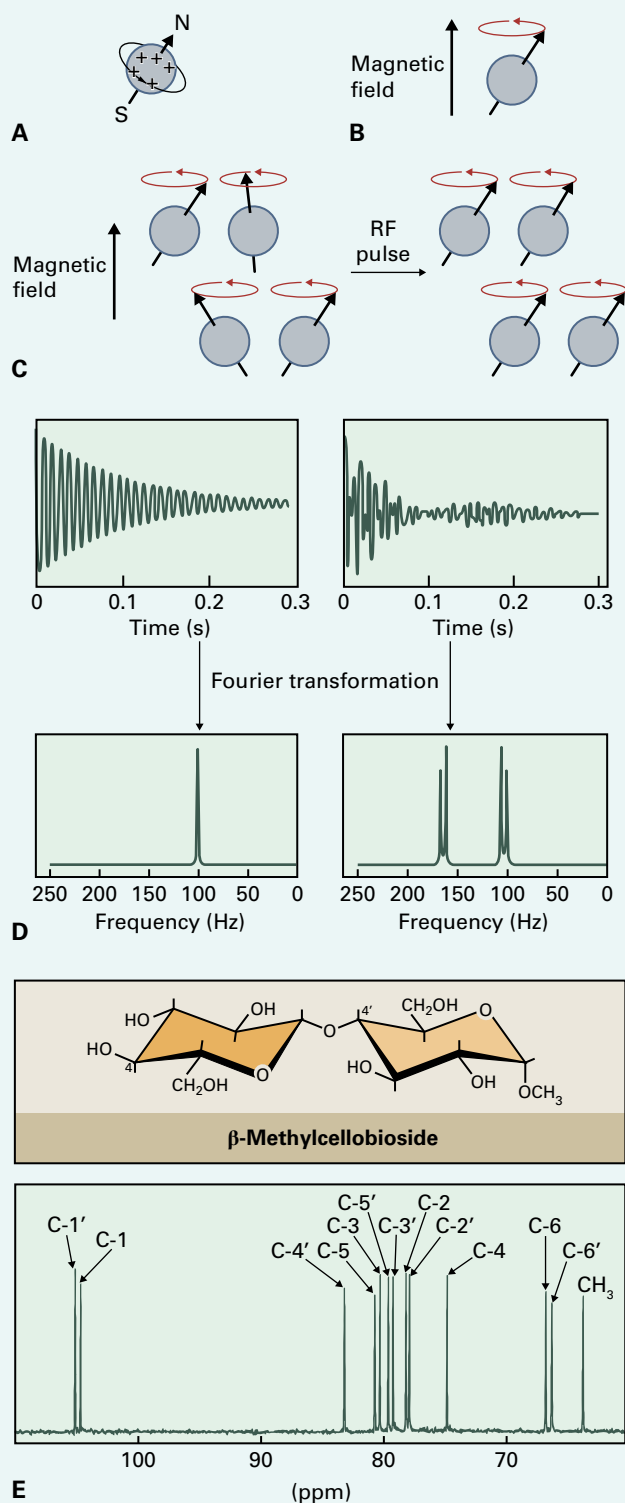 N
+ + + + +
S
A
Magnetic
field
B
Magnetic
field
RF
pulse
C
0 0.1 0.2 0.3
Time (s)
0 0.1 0.2 0.3
Time (s)
Fourier transformation
250 200 150 100 50 0
Frequency (Hz)
250 200 150 100 50 0
Frequency (Hz)
D
HO
OH
4'
CH₂OH
O
HO
4
O
CH₂OH
O
HO
OH
OCH₃
β-Methylcellobioside
C-1’
C-1
C-4’
C-5
C-3
C-5’
C-3’
C-2
C-2’
C-4
C-6
C-6’
CH₃
100 90 80 70
(ppm)
E